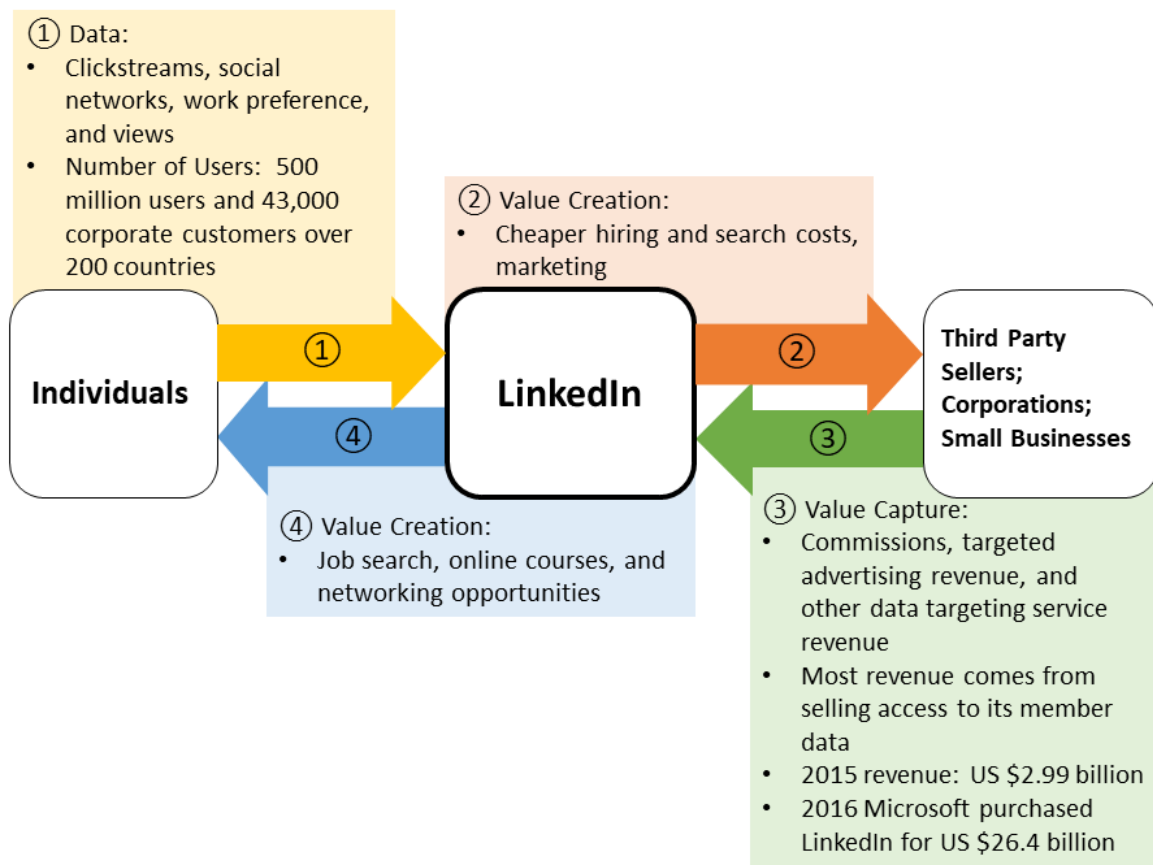 ① Data:
• Clickstreams, social
networks, work preference,
and views
• Number of Users: 500
million users and 43,000
corporate customers over
200 countries
② Value Creation:
• Cheaper hiring and search costs,
marketing
Individuals
①
④
LinkedIn
②
③
Third Party
Sellers;
Corporations;
Small Businesses
④ Value Creation:
• Job search, online courses, and
networking opportunities
③ Value Capture:
• Commissions, targeted
advertising revenue, and
other data targeting service
revenue
• Most revenue comes from
selling access to its member
data
• 2015 revenue: US $2.99 billion
• 2016 Microsoft purchased
LinkedIn for US $26.4 billion